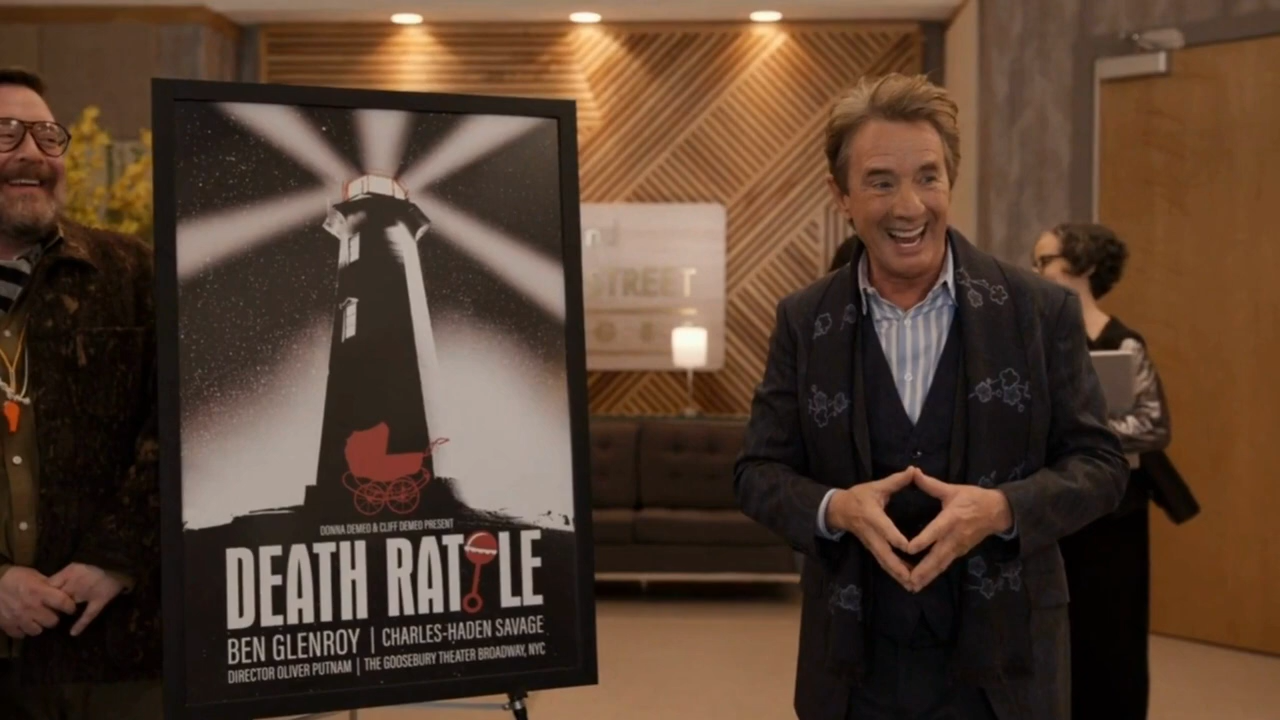 DONNA DEMEO & CLIFF DEMEO PRESENT
DEATH RATTLE
BEN GLENROY | CHARLES-HADEN SAVAGE
DIRECTOR OLIVER PUTNAM | THE GOOSEBURY THEATER BROADWAY, NYC
STREET